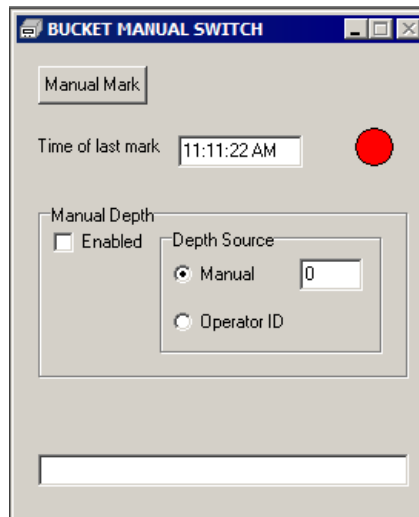 BUCKET MANUAL SWITCH
Manual Mark
Time of last mark 11:11:22 AM
Manual Depth
Enabled
Depth Source
Manual 0
Operator ID